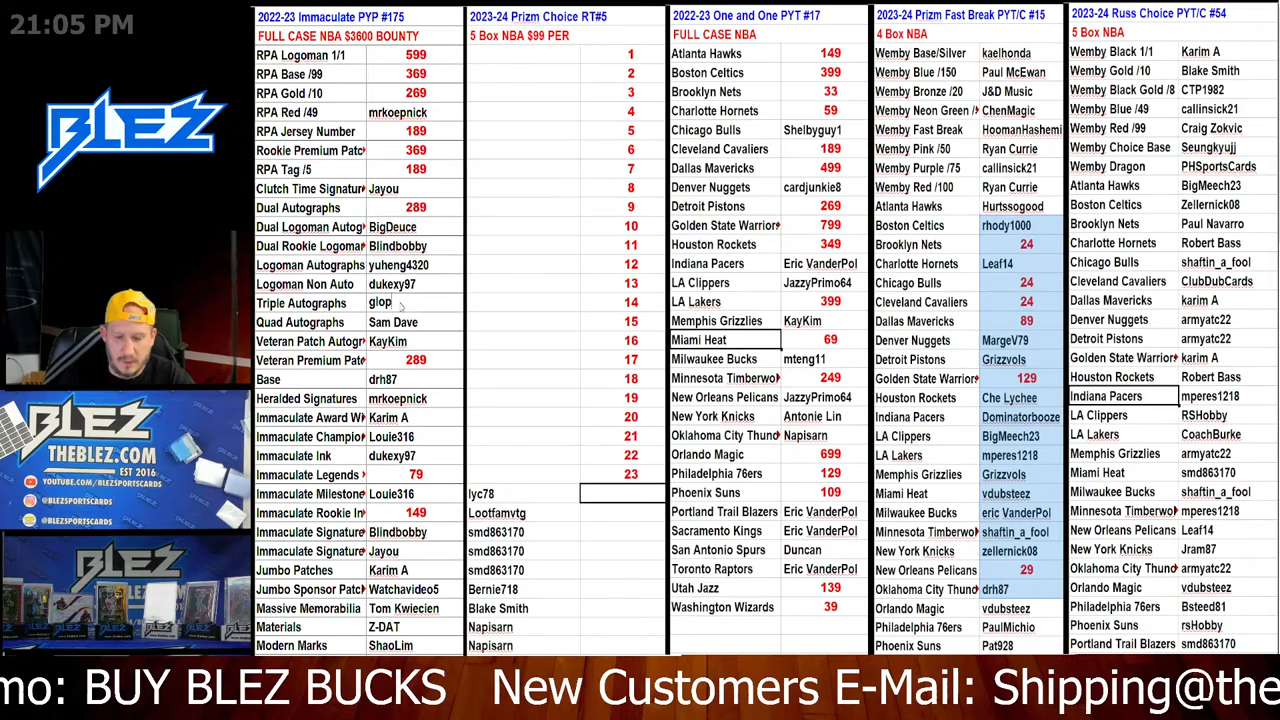 21:05 PM
BLEZ
BLEZ
THEBLEZ.COM
EST 2016
YOUTUBE.COM/BLEZSPORTSCARDS
@BLEZSPORTSCARDS
@BLEZSPORTSCARDS
BLEZ
2022-23 Immaculate PYP #175
FULL CASE NBA $3600 BOUNTY
RPA Logoman 1/1 599
RPA Base /99 369
RPA Gold /10 269
RPA Red /49 mrkoepnick
RPA Jersey Number 189
Rookie Premium Patc 369
RPA Tag /5 189
Clutch Time Signatur Jayou
Dual Autographs 289
Dual Logoman Autog BigDeuce
Dual Rookie Logoma Blindbobby
Logoman Autographs yuheng4320
Logoman Non Auto dukexy97
Triple Autographs glop
Quad Autographs Sam Dave
Veteran Patch Autogr KayKim
Veteran Premium Pat 289
Base drh87
Heralded Signatures mrkoepnick
Immaculate Award W Karim A
Immaculate Champio Louie316
Immaculate Ink dukexy97
Immaculate Legends 79
Immaculate Milestone Louie316
Immaculate Rookie In 149
Immaculate Signatur Blindbobby
Immaculate Signatur Jayou
Jumbo Patches Karim A
Jumbo Sponsor Patc Watchavideo5
Massive Memorabilia Tom Kwiecien
Materials Z-DAT
Modern Marks ShaoLim
2023-24 Prizm Choice RT#5
5 Box NBA $99 PER
1
2
3
4
5
6
7
8
9
10
11
12
13
14
15
16
17
18
19
20
21
22
23
lyc78
Lootfamvtg
smd863170
smd863170
smd863170
Bernie718
Blake Smith
Napisarn
Napisarn
2022-23 One and One PYT #17
FULL CASE NBA
Atlanta Hawks 149
Boston Celtics 399
Brooklyn Nets 33
Charlotte Hornets 59
Chicago Bulls Shelbyguy1
Cleveland Cavaliers 189
Dallas Mavericks 499
Denver Nuggets cardjunkie8
Detroit Pistons 269
Golden State Warrior 799
Houston Rockets 349
Indiana Pacers Eric VanderPol
LA Clippers JazzyPrimo64
LA Lakers 399
Memphis Grizzlies KayKim
Miami Heat 69
Milwaukee Bucks mteng11
Minnesota Timberwo 249
New Orleans Pelicans JazzyPrimo64
New York Knicks Antonie Lin
Oklahoma City Thund Napisarn
Orlando Magic 699
Philadelphia 76ers 129
Phoenix Suns 109
Portland Trail Blazers Eric VanderPol
Sacramento Kings Eric VanderPol
San Antonio Spurs Duncan
Toronto Raptors Eric VanderPol
Utah Jazz 139
Washington Wizards 39
2023-24 Prizm Fast Break PYT/C #15
4 Box NBA
Wemby Base/Silver kaelhonda
Wemby Blue /150 Paul McEwan
Wemby Bronze /20 J&D Music
Wemby Neon Green / ChenMagic
Wemby Fast Break HoomanHashemi
Wemby Pink /50 Ryan Currie
Wemby Purple /75 callinsick21
Wemby Red /100 Ryan Currie
Atlanta Hawks Hurtssogood
Boston Celtics rhody1000
Brooklyn Nets 24
Charlotte Hornets Leaf14
Chicago Bulls 24
Cleveland Cavaliers 24
Dallas Mavericks 89
Denver Nuggets MargeV79
Detroit Pistons Grizzvols
Golden State Warrior 129
Houston Rockets Che Lychee
Indiana Pacers Dominatorbooze
LA Clippers BigMeech23
LA Lakers mperes1218
Memphis Grizzlies Grizzvols
Miami Heat vdubsteez
Milwaukee Bucks eric VanderPol
Minnesota Timberwo shaftin_a_fool
New York Knicks zellernick08
New Orleans Pelicans 29
Oklahoma City Thund drh87
Orlando Magic vdubsteez
Philadelphia 76ers PaulMichio
Phoenix Suns Pat928
2023-24 Russ Choice PYT/C #54
5 Box NBA
Wemby Black 1/1 Karim A
Wemby Gold /10 Blake Smith
Wemby Black Gold /8 CTP1982
Wemby Blue /49 callinsick21
Wemby Red /99 Craig Zokvic
Wemby Choice Base Seungkyujj
Wemby Dragon PHSportsCards
Atlanta Hawks BigMeech23
Boston Celtics Zellernick08
Brooklyn Nets Paul Navarro
Charlotte Hornets Robert Bass
Chicago Bulls shaftin_a_fool
Cleveland Cavaliers ClubDubCards
Dallas Mavericks karim A
Denver Nuggets armyatc22
Detroit Pistons armyatc22
Golden State Warrior karim A
Houston Rockets Robert Bass
Indiana Pacers mperes1218
LA Clippers RSHobby
LA Lakers CoachBurke
Memphis Grizzlies armyatc22
Miami Heat smd863170
Milwaukee Bucks shaftin_a_fool
Minnesota Timberwo mperes1218
New Orleans Pelicans Leaf14
New York Knicks Jram87
Oklahoma City Thund armyatc22
Orlando Magic vdubsteez
Philadelphia 76ers Bsteed81
Phoenix Suns rsHobby
Portland Trail Blazers smd863170
mo: BUY BLEZ BUCKS New Customers E-Mail: Shipping@the